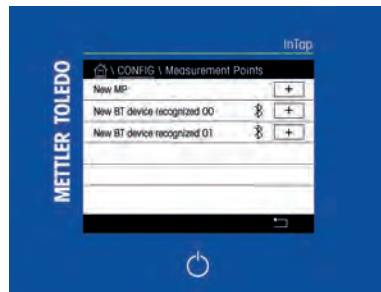 InTap
METTLER TOLEDO
\ CONFIG \ Measurement Points
New MP
+
New BT device recognized 00
+
New BT device recognized 01
+